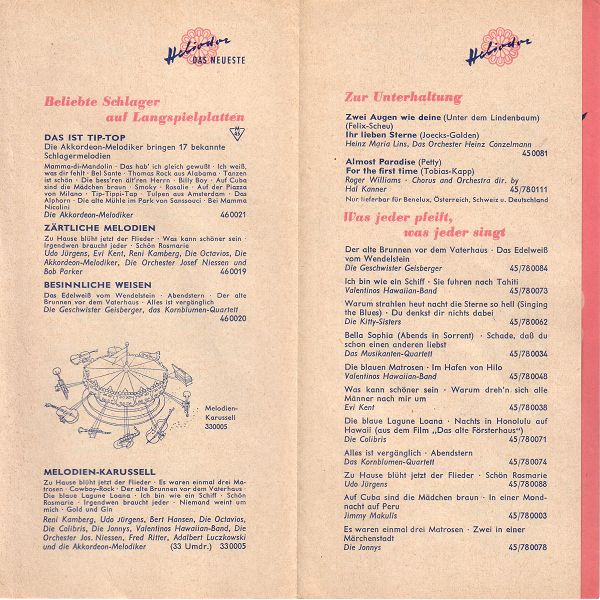 Heliodor
DAS NEUESTE
Beliebte Schlager
auf Langspielplatten
DAS IST TIP-TOP
Die Akkordeon-Melodiker bringen 17 bekannte
Schlagermelodien
Mamma-di-Mandolin · Das hab' ich gleich gewußt · Ich weiß,
was dir fehlt · Bel Sante · Thomas Rock aus Alabama · Tanzen
ist schön · Die bess'ren ält'ren Herrn · Billy Boy · Auf Cuba
sind die Mädchen braun · Smoky · Rosalie · Auf der Piazza
von Milano · Tip-Tippi-Tap · Tulpen aus Amsterdam · Das
Alphorn · Die alte Mühle im Park von Sanssouci · Bei Mamma
Nicolini
Die Akkordeon-Melodiker 460021
ZÄRTLICHE MELODIEN
Zu Hause blüht jetzt der Flieder · Was kann schöner sein ·
Irgendwen braucht jeder · Schön Rosmarie
Udo Jürgens, Evi Kent, Reni Kamberg, Die Octavios, Die
Akkordeon-Melodiker, Die Orchester Josef Niessen und
Bob Parker 460019
BESINNLICHE WEISEN
Das Edelweiß vom Wendelstein · Abendstern · Der alte
Brunnen vor dem Vaterhaus · Alles ist vergänglich
Die Geschwister Geisberger, das Kornblumen-Quartett
460020
Melodien-
Karussell
330005
MELODIEN-KARUSSELL
Zu Hause blüht jetzt der Flieder · Es waren einmal drei Ma-
trosen · Cowboy-Rock · Der alte Brunnen vor dem Vaterhaus ·
Die blaue Lagune Loana · Ich bin wie ein Schiff · Schön
Rosmarie · Irgendwen braucht jeder · Niemand weint um
mich · Gold und Gin
Reni Kamberg, Udo Jürgens, Bert Hansen, Die Octavios,
Die Colibris, Die Jonnys, Valentinos Hawaiian-Band, Die
Orchester Jos. Niessen, Fred Ritter, Adalbert Luczkowski
und die Akkordeon-Melodiker (33 Umdr.) 330005
Heliodor
Zur Unterhaltung
Zwei Augen wie deine (Unter dem Lindenbaum)
(Felix-Scheu)
Ihr lieben Sterne (Joecks-Golden)
Heinz Maria Lins, Das Orchester Heinz Conzelmann
450081
Almost Paradise (Petty)
For the first time (Tobias-Kapp)
Roger Williams · Chorus and Orchestra dir. by
Hal Kanner 45/780111
Nur lieferbar für Benelux, Österreich, Schweiz u. Deutschland
Was jeder pfeift,
was jeder singt
Der alte Brunnen vor dem Vaterhaus · Das Edelweiß
vom Wendelstein
Die Geschwister Geisberger 45/780084
Ich bin wie ein Schiff · Sie fuhren nach Tahiti
Valentinos Hawaiian-Band 45/780073
Warum strahlen heut nacht die Sterne so hell (Singing
the Blues) · Du denkst dir nichts dabei
Die Kitty-Sisters 45/780062
Bella Sophia (Abends in Sorrent) · Schade, daß du
schon einen anderen liebst
Das Musikanten-Quartett 45/780034
Die blauen Matrosen · Im Hafen von Hilo
Valentinos Hawaiian-Band 45/780048
Was kann schöner sein · Warum dreh'n sich alle
Männer nach mir um
Evi Kent 45/780038
Die blaue Lagune Loana · Nachts in Honolulu auf
Hawaii (aus dem Film „Das alte Försterhaus")
Die Colibris 45/780071
Alles ist vergänglich · Abendstern
Das Kornblumen-Quartett 45/780074
Zu Hause blüht jetzt der Flieder · Schön Rosmarie
Udo Jürgens 45/780088
Auf Cuba sind die Mädchen braun · In einer Mond-
nacht auf Peru
Jimmy Makulis 45/780003
Es waren einmal drei Matrosen · Zwei in einer
Märchenstadt
Die Jonnys 45/780078